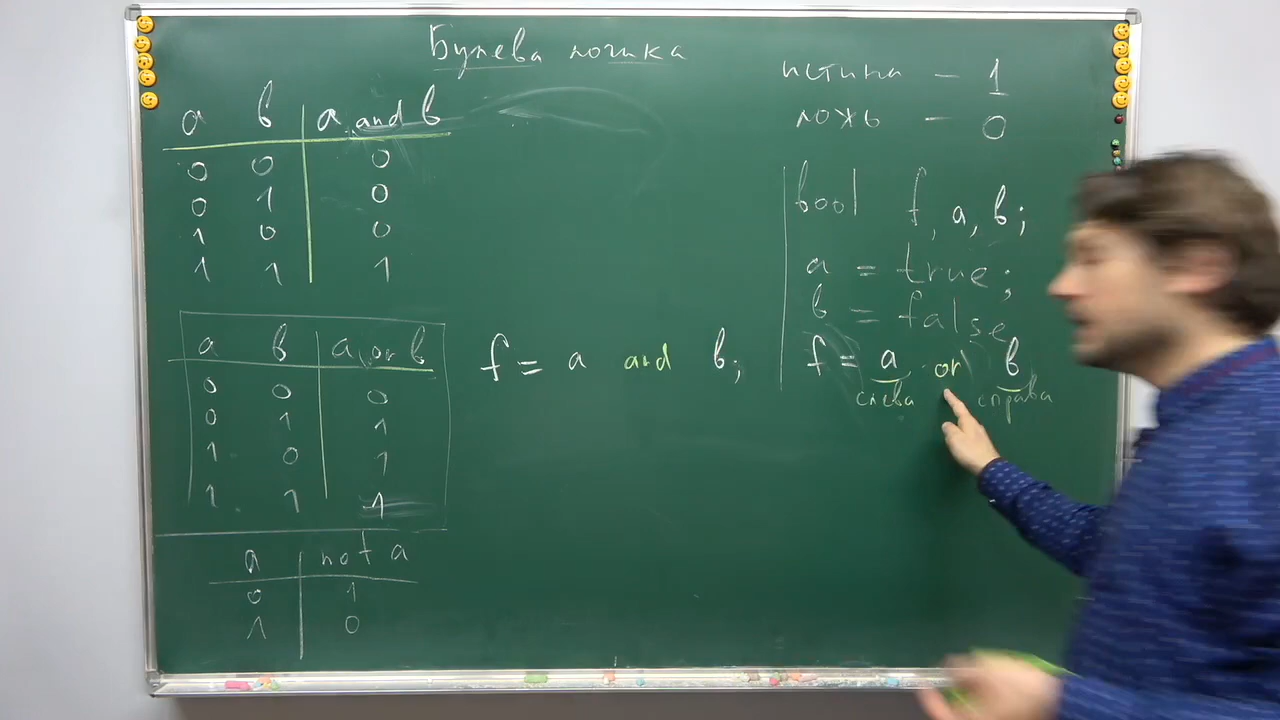 Булева логика
a b a and b
0 0 0
0 1 0
1 0 0
1 1 1
a b a or b
0 0 0
0 1 1
1 0 1
1 1 1
a not a
0 1
1 0
f = a and b;
истина — 1
ложь — 0
bool f, a, b;
a = true;
b = false
f = a or b
слева справа